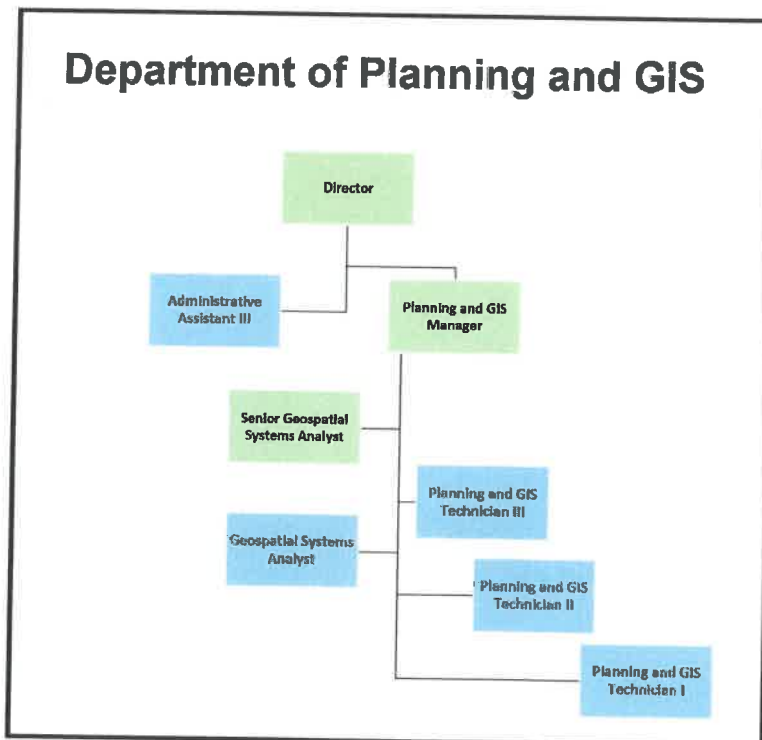 Department of Planning and GIS
Director
Administrative
Assistant III
Planning and GIS
Manager
Senior Geospatial
Systems Analyst
Planning and GIS
Technician III
Geospatial Systems
Analyst
Planning and GIS
Technician II
Planning and GIS
Technician I